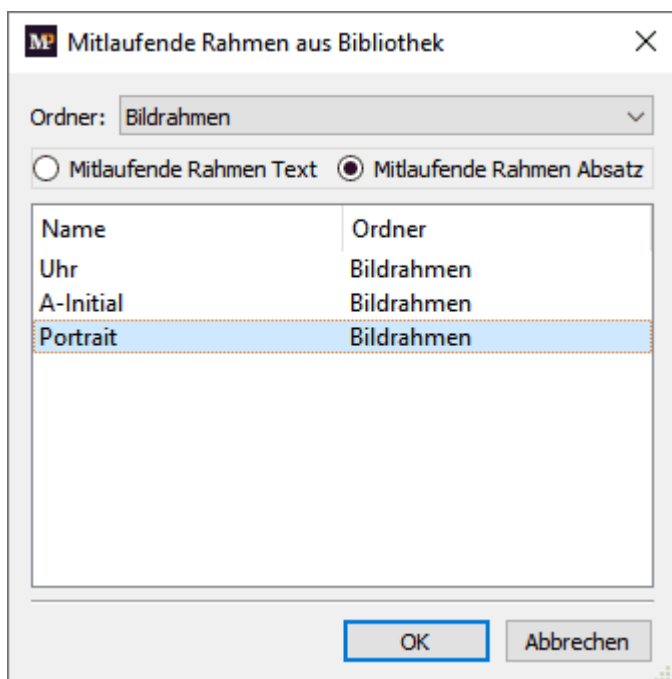 MP Mitlaufende Rahmen aus Bibliothek
Ordner: Bildrahmen
Mitlaufende Rahmen Text Mitlaufende Rahmen Absatz
Name Ordner
Uhr Bildrahmen
A-Initial Bildrahmen
Portrait Bildrahmen
OK Abbrechen